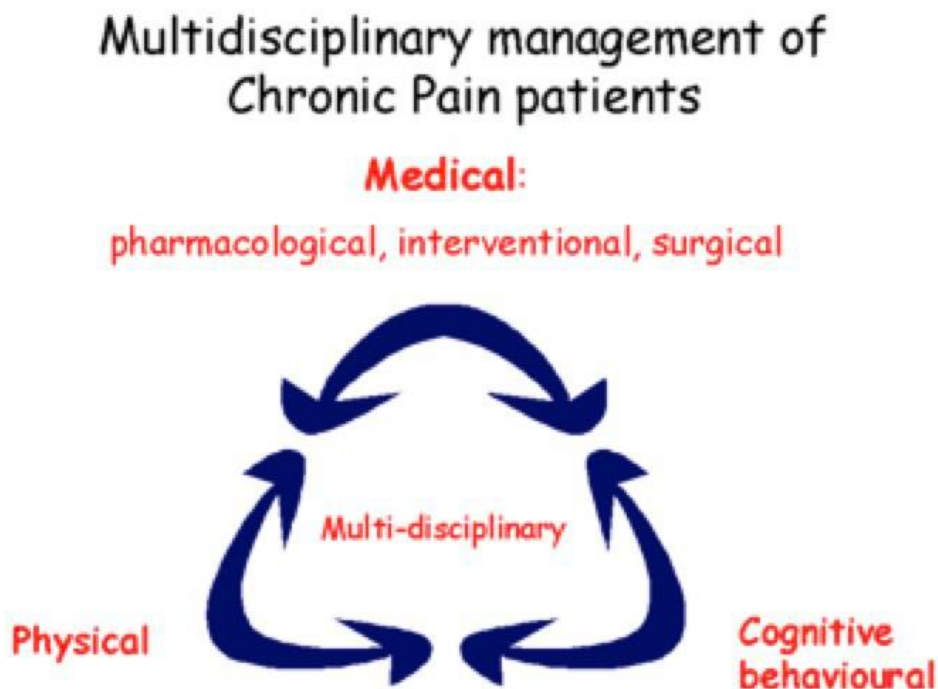 Multidisciplinary management of
Chronic Pain patients
Medical:
pharmacological, interventional, surgical
Multi-disciplinary
Physical
Cognitive
behavioural